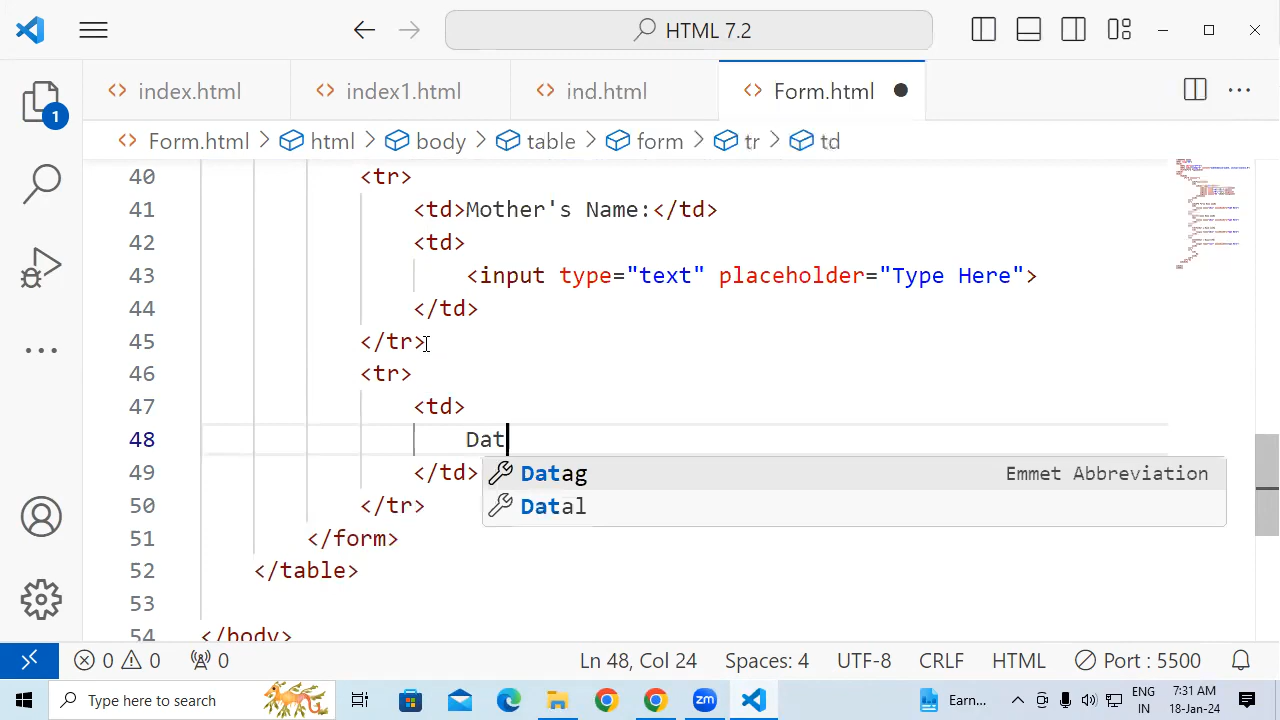 HTML 7.2
index.html
index1.html
ind.html
Form.html
Form.html > html > body > table > form > tr > td
40 <tr>
41 <td>Mother's Name:</td>
42 <td>
43 <input type="text" placeholder="Type Here">
44 </td>
45 </tr>
46 <tr>
47 <td>
48 Dat
49 </td>
50 </tr>
51 </form>
52 </table>
53
54 </body>
Datag Emmet Abbreviation
Datal
1
0 0 0
Ln 48, Col 24 Spaces: 4 UTF-8 CRLF HTML Port : 5500
Type here to search
zm
Earn...
ENG
IN
7:31 AM
18-Jan-24